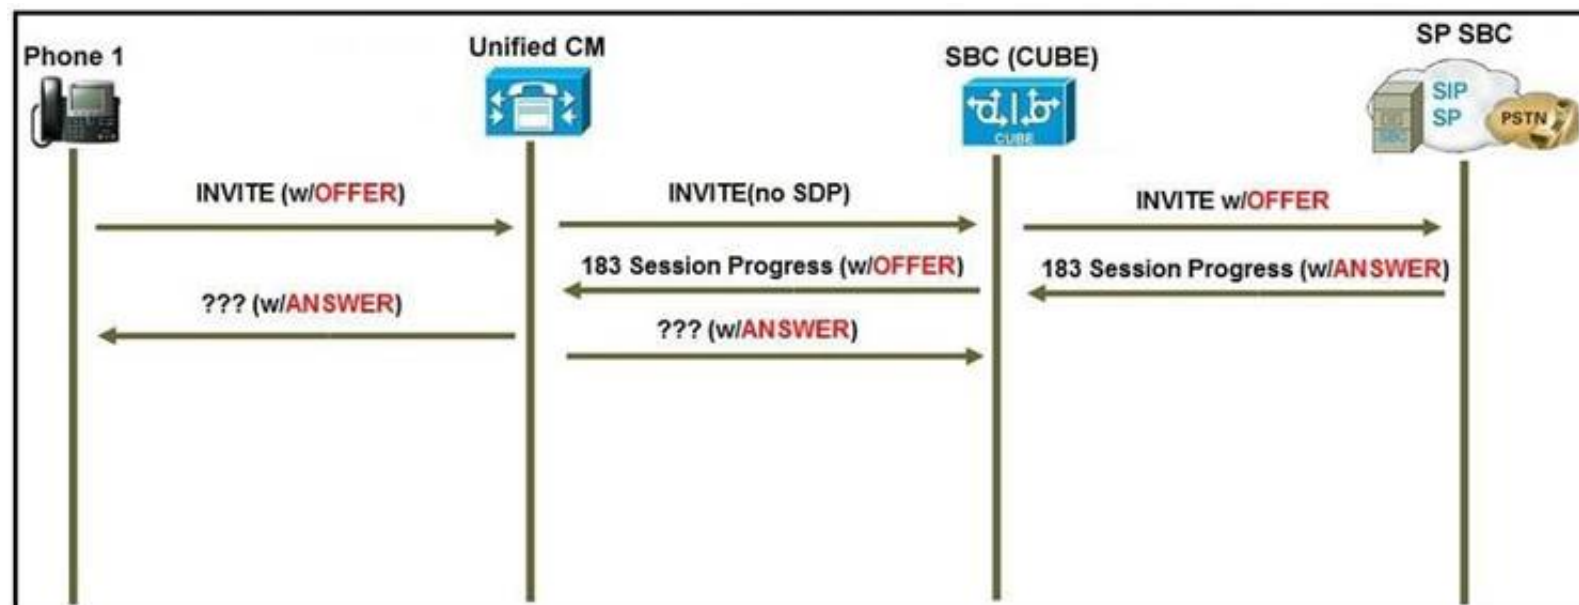 Phone 1
Unified CM
SBC (CUBE)
SP SBC
CUBE
SIP
SP
SBC
PSTN
INVITE (w/OFFER)
INVITE(no SDP)
INVITE w/OFFER
183 Session Progress (w/OFFER)
183 Session Progress (w/ANSWER)
??? (w/ANSWER)
??? (w/ANSWER)